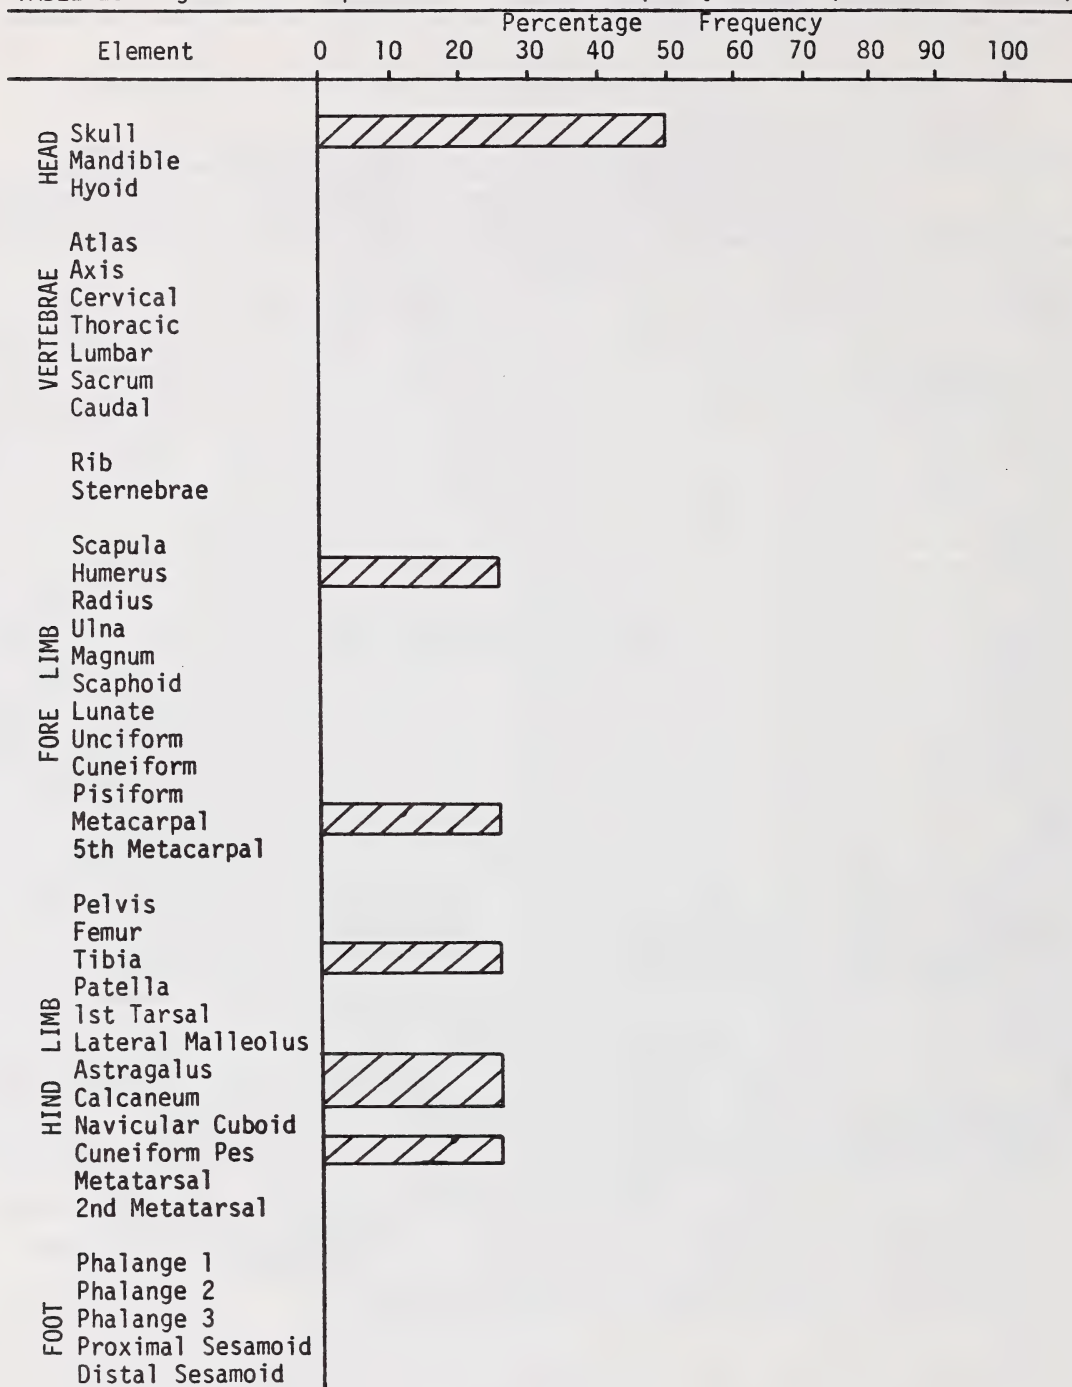 Percentage Frequency
Element 0 10 20 30 40 50 60 70 80 90 100
HEAD
Skull
Mandible
Hyoid
VERTEBRAE
Atlas
Axis
Cervical
Thoracic
Lumbar
Sacrum
Caudal
Rib
Sternebrae
FORE LIMB
Scapula
Humerus
Radius
Ulna
Magnum
Scaphoid
Lunate
Unciform
Cuneiform
Pisiform
Metacarpal
5th Metacarpal
HIND LIMB
Pelvis
Femur
Tibia
Patella
1st Tarsal
Lateral Malleolus
Astragalus
Calcaneum
Navicular Cuboid
Cuneiform Pes
Metatarsal
2nd Metatarsal
FOOT
Phalange 1
Phalange 2
Phalange 3
Proximal Sesamoid
Distal Sesamoid